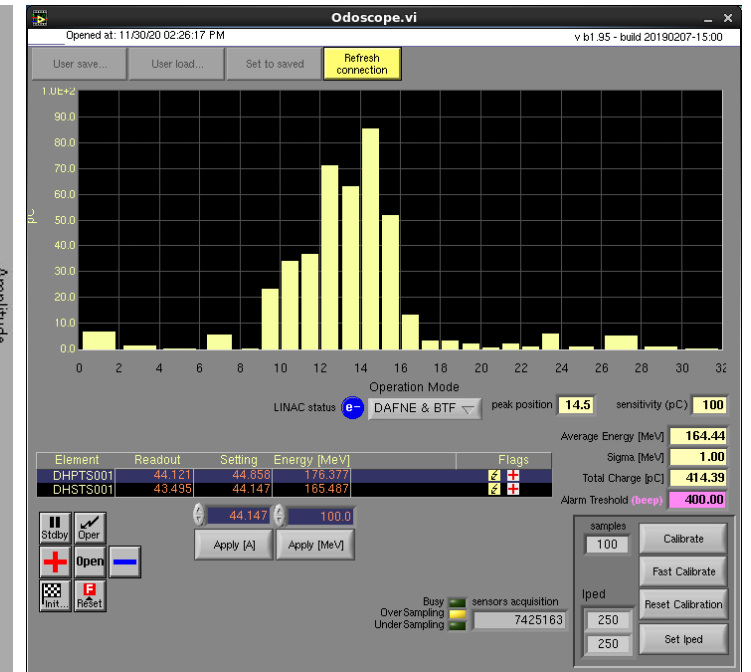 Odoscope.vi
Opened at: 11/30/20 02:26:17 PM v b1.95 - build 20190207-15:00
User save... User load... Set to saved Refresh connection
1.0E+2
90.0
80.0
70.0
60.0
50.0
40.0
30.0
20.0
10.0
0.0
pC
Amplitude
0 2 4 6 8 10 12 14 16 18 20 22 24 26 28 30 32
Operation Mode
LINAC status e- DAFNE & BTF peak position 14.5 sensitivity (pC) 100
Average Energy [MeV] 164.44
Sigma [MeV] 1.00
Total Charge [pC] 414.39
Alarm Treshold (beep) 400.00
Element Readout Setting Energy [MeV] Flags
DHPTS001 44.121 44.858 176.377
DHSTS001 43.495 44.147 165.487
44.147 100.0
Apply [A] Apply [MeV]
Stdby Oper
Open
Init... Reset
F
samples
100
Calibrate
Fast Calibrate
Iped
250
250
Reset Calibration
Set Iped
Busy
Over Sampling
Under Sampling
sensors acquisition
7425163